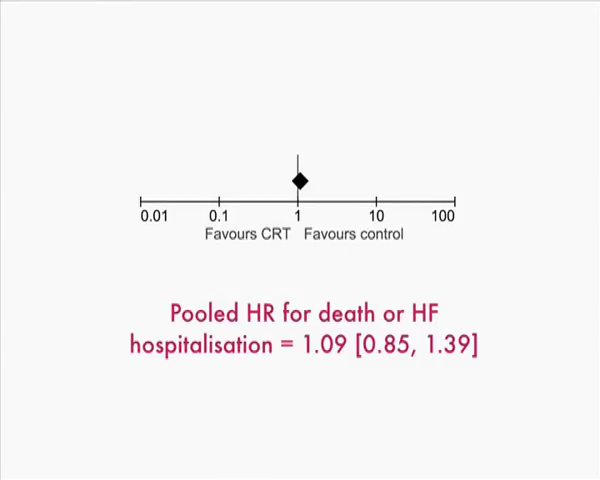 0.01 0.1 1 10 100
Favours CRT Favours control
Pooled HR for death or HF
hospitalisation = 1.09 [0.85, 1.39]